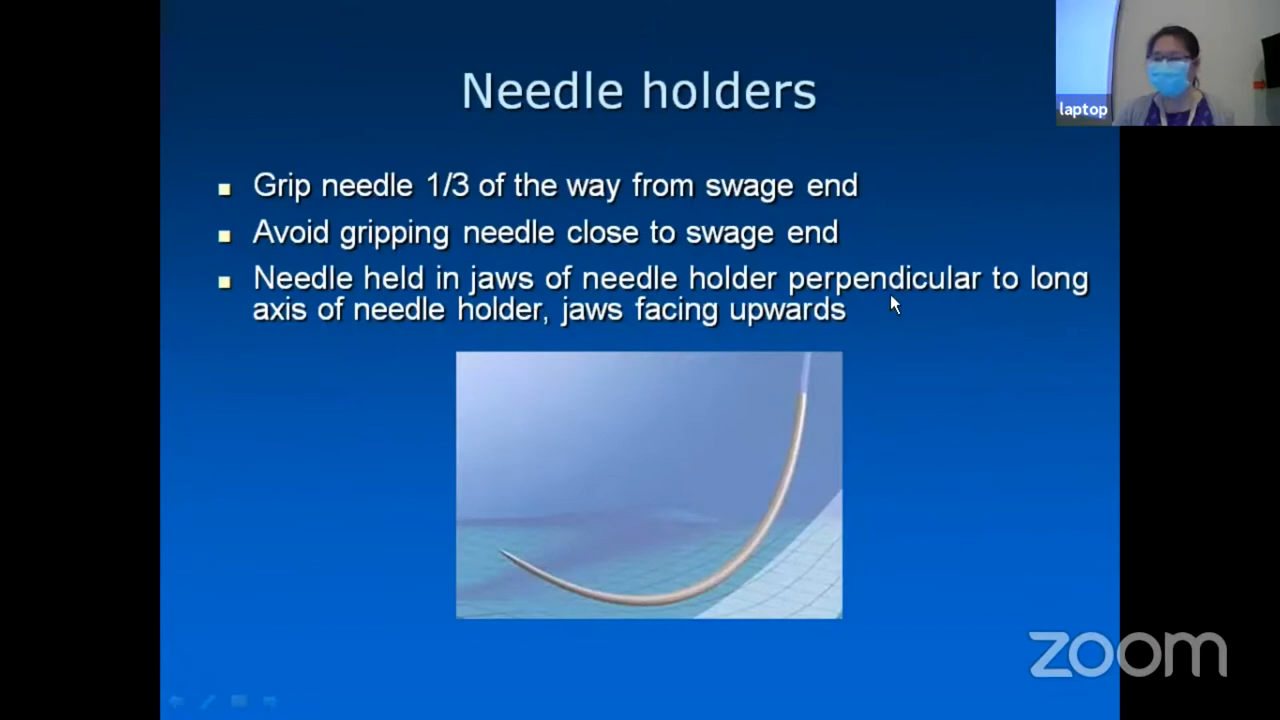 Needle holders
laptop
Grip needle 1/3 of the way from swage end
Avoid gripping needle close to swage end
Needle held in jaws of needle holder perpendicular to long
axis of needle holder, jaws facing upwards
zoom